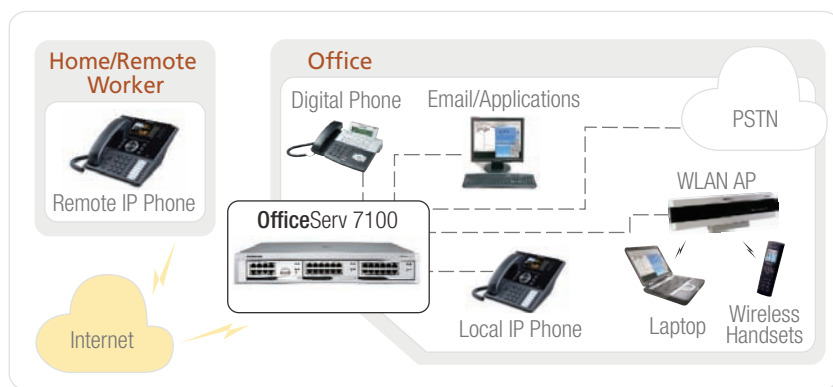 Home/Remote
Worker
Remote IP Phone
Internet
Office
Digital Phone
Email/Applications
PSTN
WLAN AP
OfficeServ 7100
Local IP Phone
Laptop
Wireless
Handsets